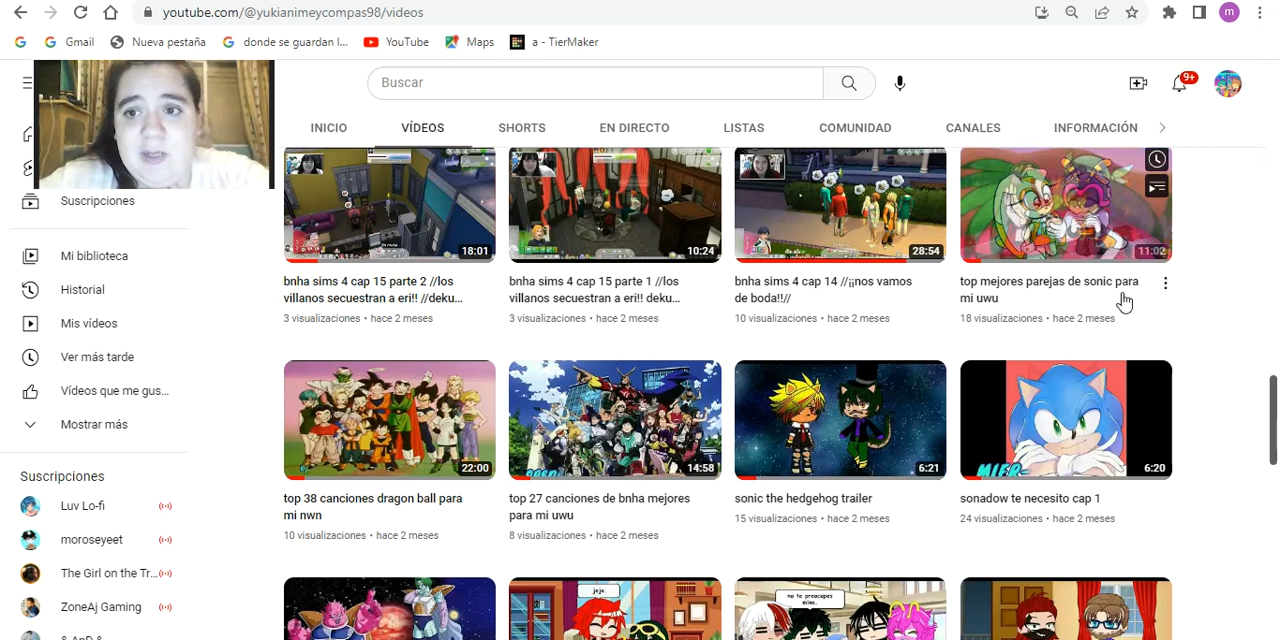 youtube.com/@yukianimeycompas98/videos
m
Gmail
Nueva pestaña
donde se guardan l...
YouTube
Maps
a - TierMaker
Buscar
9+
INICIO
VÍDEOS
SHORTS
EN DIRECTO
LISTAS
COMUNIDAD
CANALES
INFORMACIÓN
Suscripciones
Mi biblioteca
Historial
Mis vídeos
Ver más tarde
Vídeos que me gus...
Mostrar más
Suscripciones
Luv Lo-fi
moroseyeet
The Girl on the Tr...
ZoneAj Gaming
18:01
10:24
28:54
11:02
bnha sims 4 cap 15 parte 2 //los
villanos secuestran a eri!! //deku...
3 visualizaciones • hace 2 meses
bnha sims 4 cap 15 parte 1 //los
villanos secuestran a eri!! deku...
3 visualizaciones • hace 2 meses
bnha sims 4 cap 14 //¡¡nos vamos
de boda!!//
10 visualizaciones • hace 2 meses
top mejores parejas de sonic para
mi uwu
18 visualizaciones • hace 2 meses
22:00
14:58
6:21
6:20
top 38 canciones dragon ball para
mi nwn
10 visualizaciones • hace 2 meses
top 27 canciones de bnha mejores
para mi uwu
8 visualizaciones • hace 2 meses
sonic the hedgehog trailer
15 visualizaciones • hace 2 meses
sonadow te necesito cap 1
24 visualizaciones • hace 2 meses
jeje.
no te preocupes
mina.